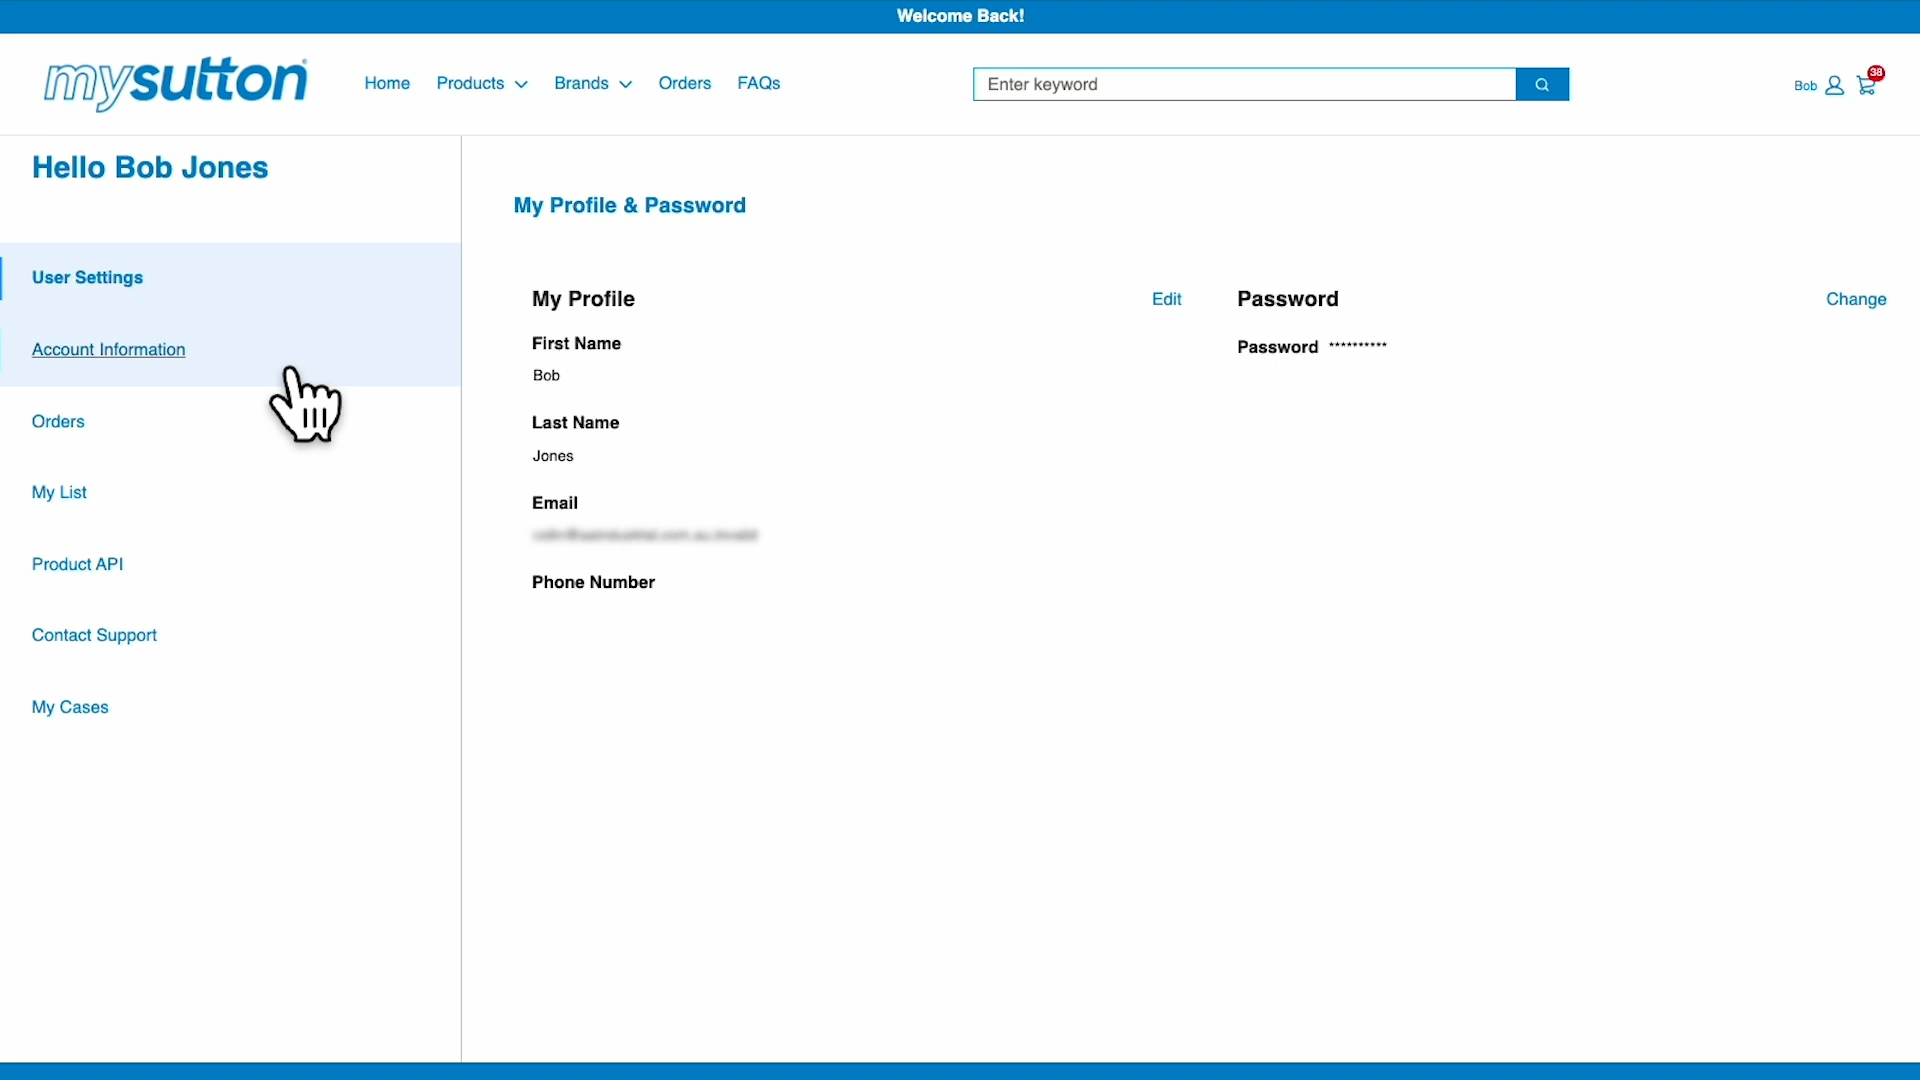 Welcome Back!
mysutton
Home Products Brands Orders FAQs
Enter keyword
Bob
38
Hello Bob Jones
My Profile & Password
User Settings
Account Information
Orders
My List
Product API
Contact Support
My Cases
My Profile
Edit
First Name
Bob
Last Name
Jones
Email
Phone Number
Password
Change
Password **********